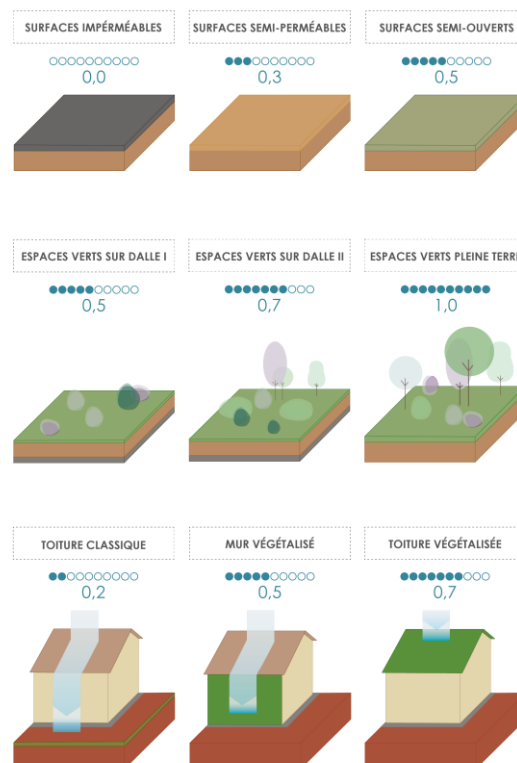 SURFACES IMPÉRMÉABLES
0,0
SURFACES SEMI-PERMÉABLES
0,3
SURFACES SEMI-OUVERTS
0,5
ESPACES VERTS SUR DALLE I
0,5
ESPACES VERTS SUR DALLE II
0,7
ESPACES VERTS PLEINE TERRE
1,0
TOITURE CLASSIQUE
0,2
MUR VÉGÉTALISÉ
0,5
TOITURE VÉGÉTALISÉE
0,7